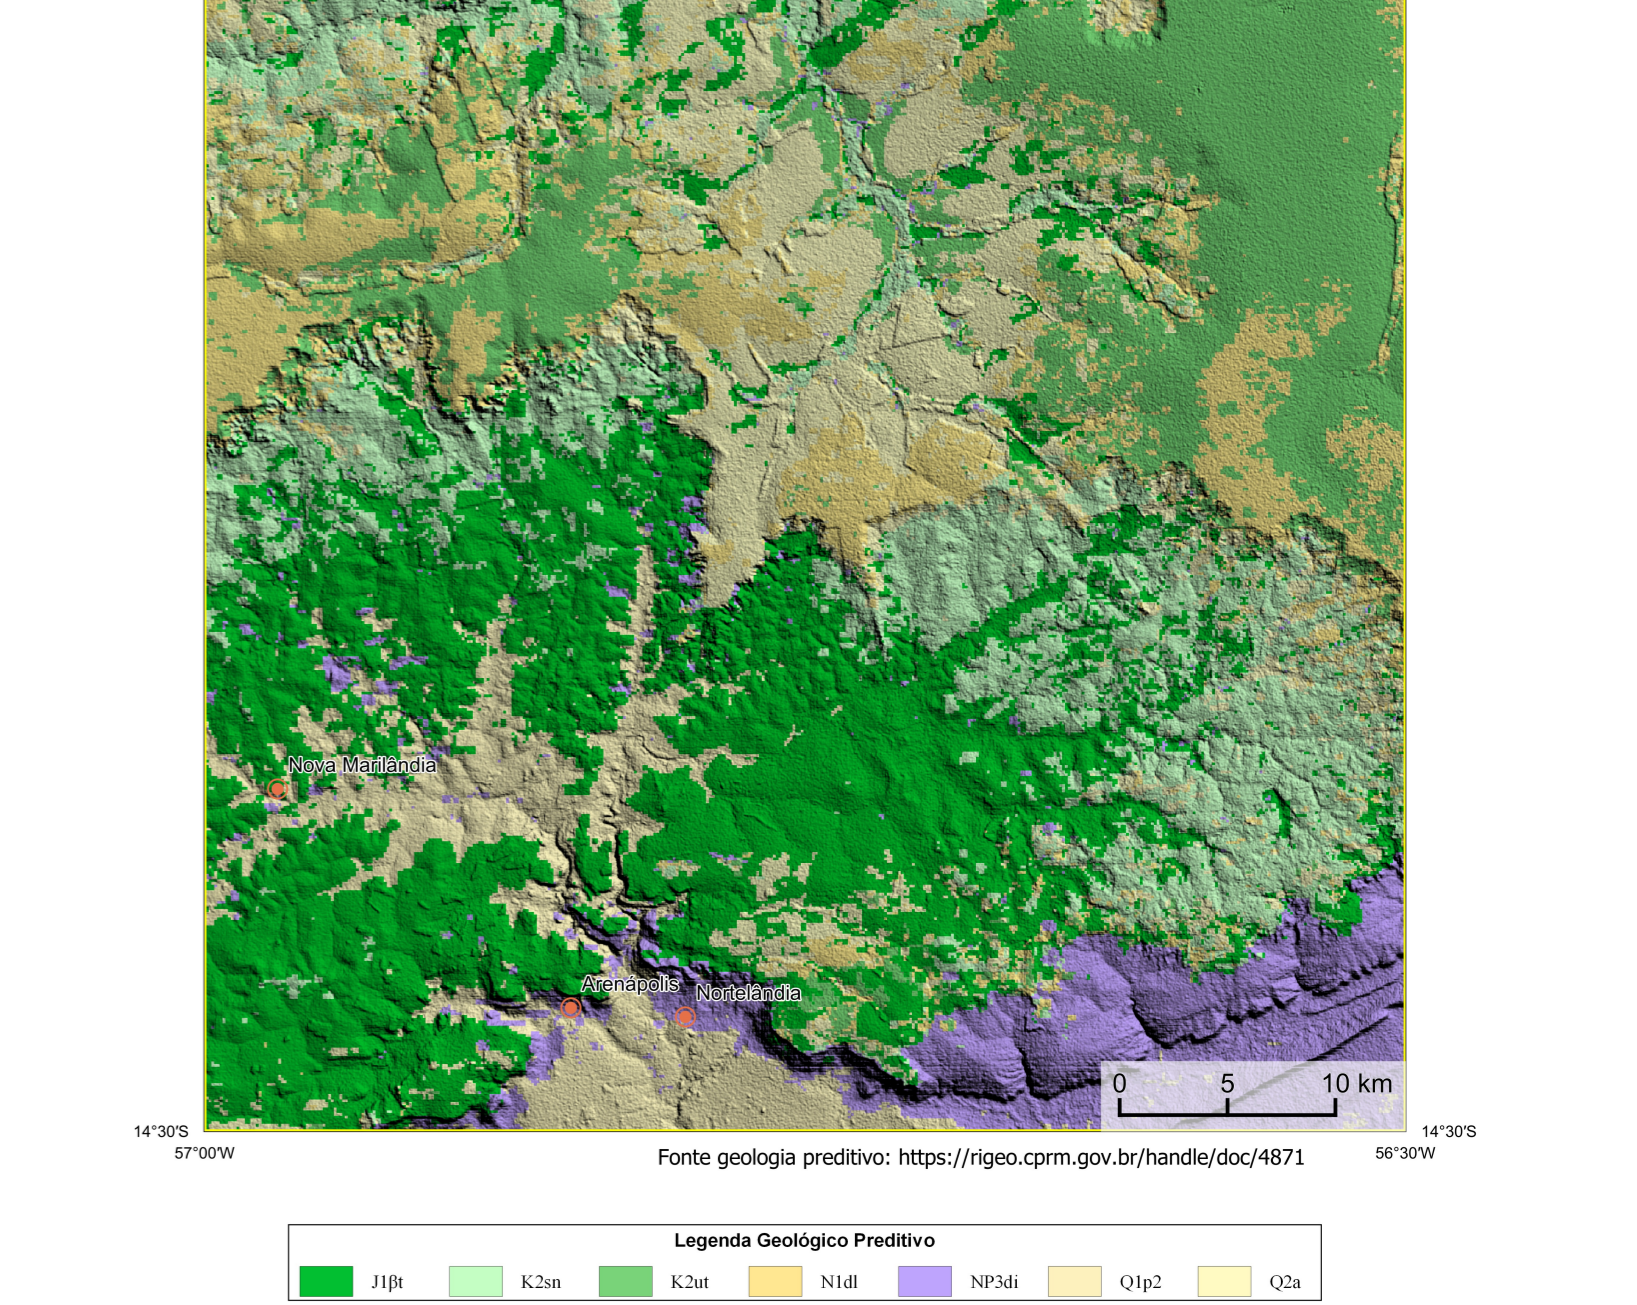 Nova Marilândia
Arenápolis
Nortelândia
0 5 10 km
14°30'S 14°30'S
57°00'W 56°30'W
Fonte geologia preditivo: https://rigeo.cprm.gov.br/handle/doc/4871
Legenda Geológico Preditivo
J1βt K2sn K2ut N1dl NP3di Q1p2 Q2a